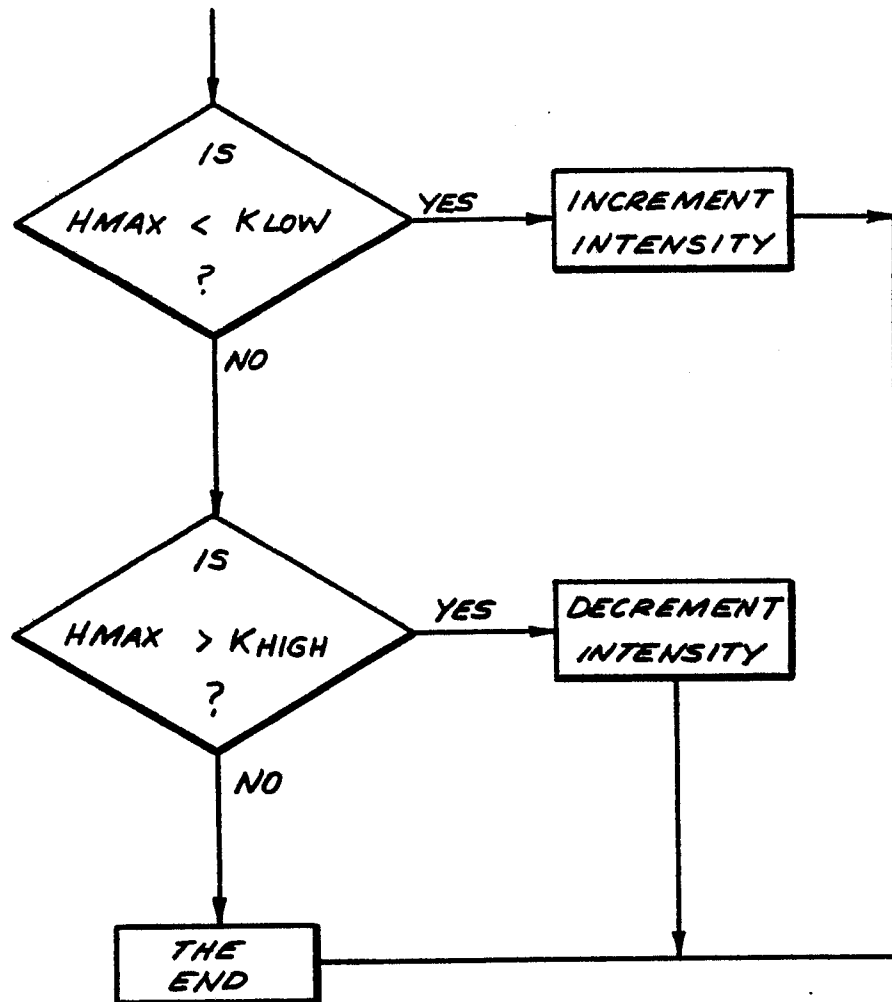 IS
HMAX < KLOW
?
YES
INCREMENT
INTENSITY
NO
IS
HMAX > KHIGH
?
YES
DECREMENT
INTENSITY
NO
THE
END